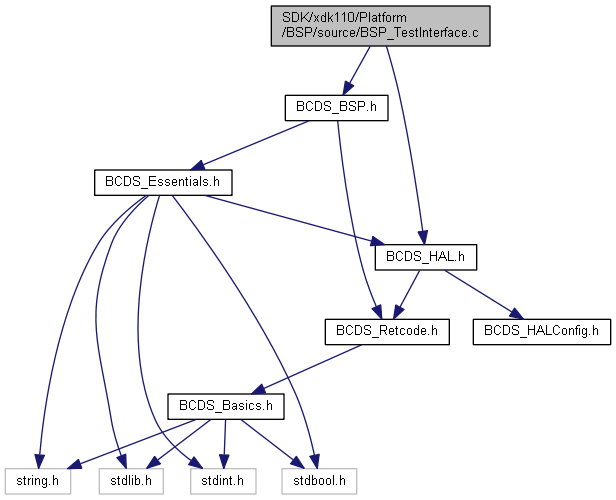 SDK/xdk110/Platform
/BSP/source/BSP_TestInterface.c
BCDS_BSP.h
BCDS_Essentials.h
BCDS_HAL.h
BCDS_Retcode.h
BCDS_HALConfig.h
BCDS_Basics.h
string.h
stdlib.h
stdint.h
stdbool.h